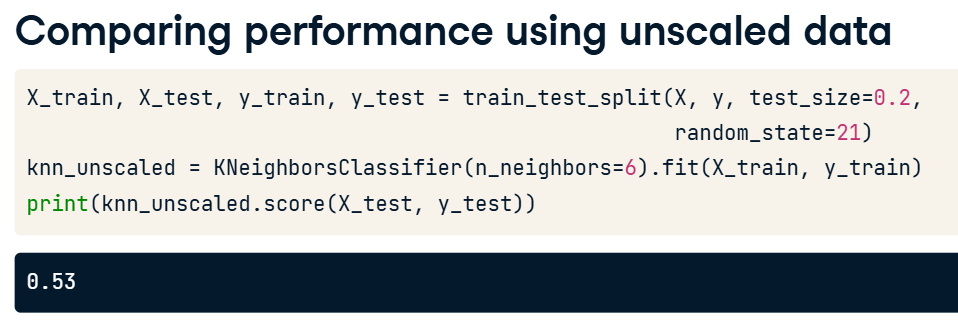 Comparing performance using unscaled data
X_train, X_test, y_train, y_test = train_test_split(X, y, test_size=0.2,
random_state=21)
knn_unscaled = KNeighborsClassifier(n_neighbors=6).fit(X_train, y_train)
print(knn_unscaled.score(X_test, y_test))
0.53